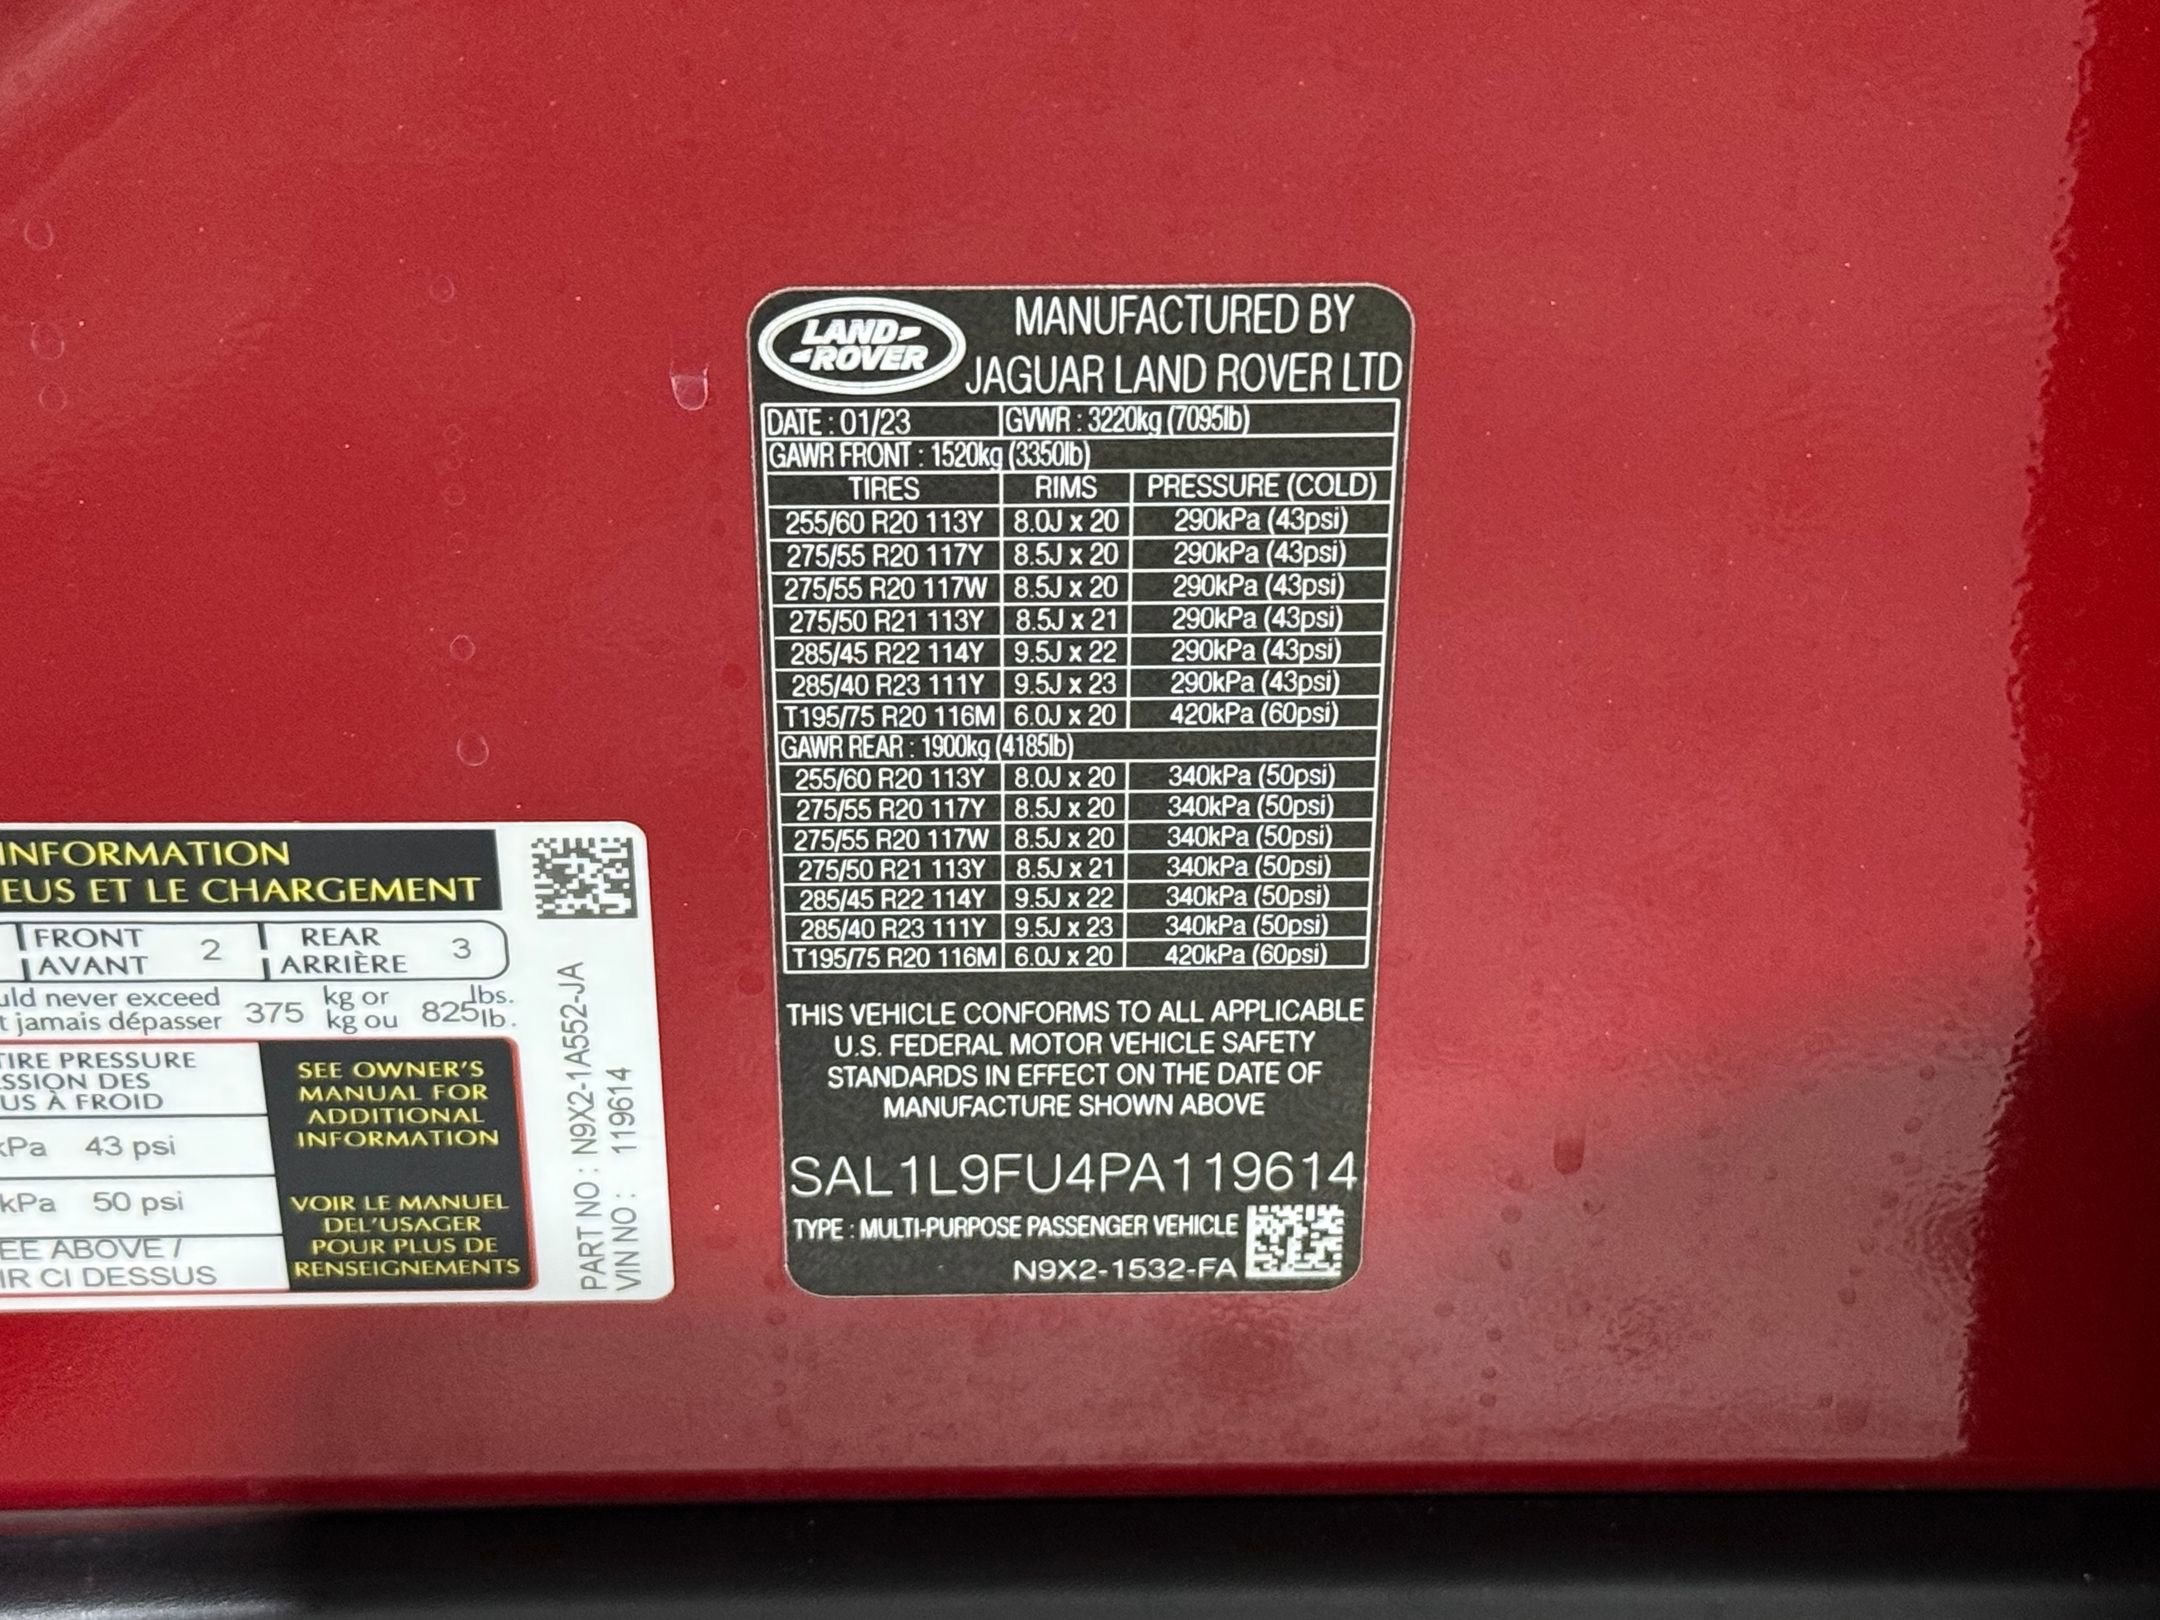 LAND-
-ROVER
MANUFACTURED BY
JAGUAR LAND ROVER LTD
DATE : 01/23 GVWR : 3220kg (7095lb)
GAWR FRONT : 1520kg (3350lb)
TIRES RIMS PRESSURE (COLD)
255/60 R20 113Y 8.0J x 20 290kPa (43psi)
275/55 R20 117Y 8.5J x 20 290kPa (43psi)
275/55 R20 117W 8.5J x 20 290kPa (43psi)
275/50 R21 113Y 8.5J x 21 290kPa (43psi)
285/45 R22 114Y 9.5J x 22 290kPa (43psi)
285/40 R23 111Y 9.5J x 23 290kPa (43psi)
T195/75 R20 116M 6.0J x 20 420kPa (60psi)
GAWR REAR : 1900kg (4185lb)
255/60 R20 113Y 8.0J x 20 340kPa (50psi)
275/55 R20 117Y 8.5J x 20 340kPa (50psi)
275/55 R20 117W 8.5J x 20 340kPa (50psi)
275/50 R21 113Y 8.5J x 21 340kPa (50psi)
285/45 R22 114Y 9.5J x 22 340kPa (50psi)
285/40 R23 111Y 9.5J x 23 340kPa (50psi)
T195/75 R20 116M 6.0J x 20 420kPa (60psi)
THIS VEHICLE CONFORMS TO ALL APPLICABLE
U.S. FEDERAL MOTOR VEHICLE SAFETY
STANDARDS IN EFFECT ON THE DATE OF
MANUFACTURE SHOWN ABOVE
SAL1L9FU4PA119614
TYPE : MULTI-PURPOSE PASSENGER VEHICLE
N9X2-1532-FA
INFORMATION
EUS ET LE CHARGEMENT
FRONT 2 REAR 3
AVANT ARRIÈRE
uld never exceed 375 kg or 825 lbs.
t jamais dépasser kg ou lb.
TIRE PRESSURE
SSION DES
US À FROID
kPa 43 psi
kPa 50 psi
EE ABOVE /
IR CI DESSUS
SEE OWNER'S
MANUAL FOR
ADDITIONAL
INFORMATION
VOIR LE MANUEL
DEL'USAGER
POUR PLUS DE
RENSEIGNEMENTS
PART NO : N9X2-1A552-JA
VIN NO : 119614